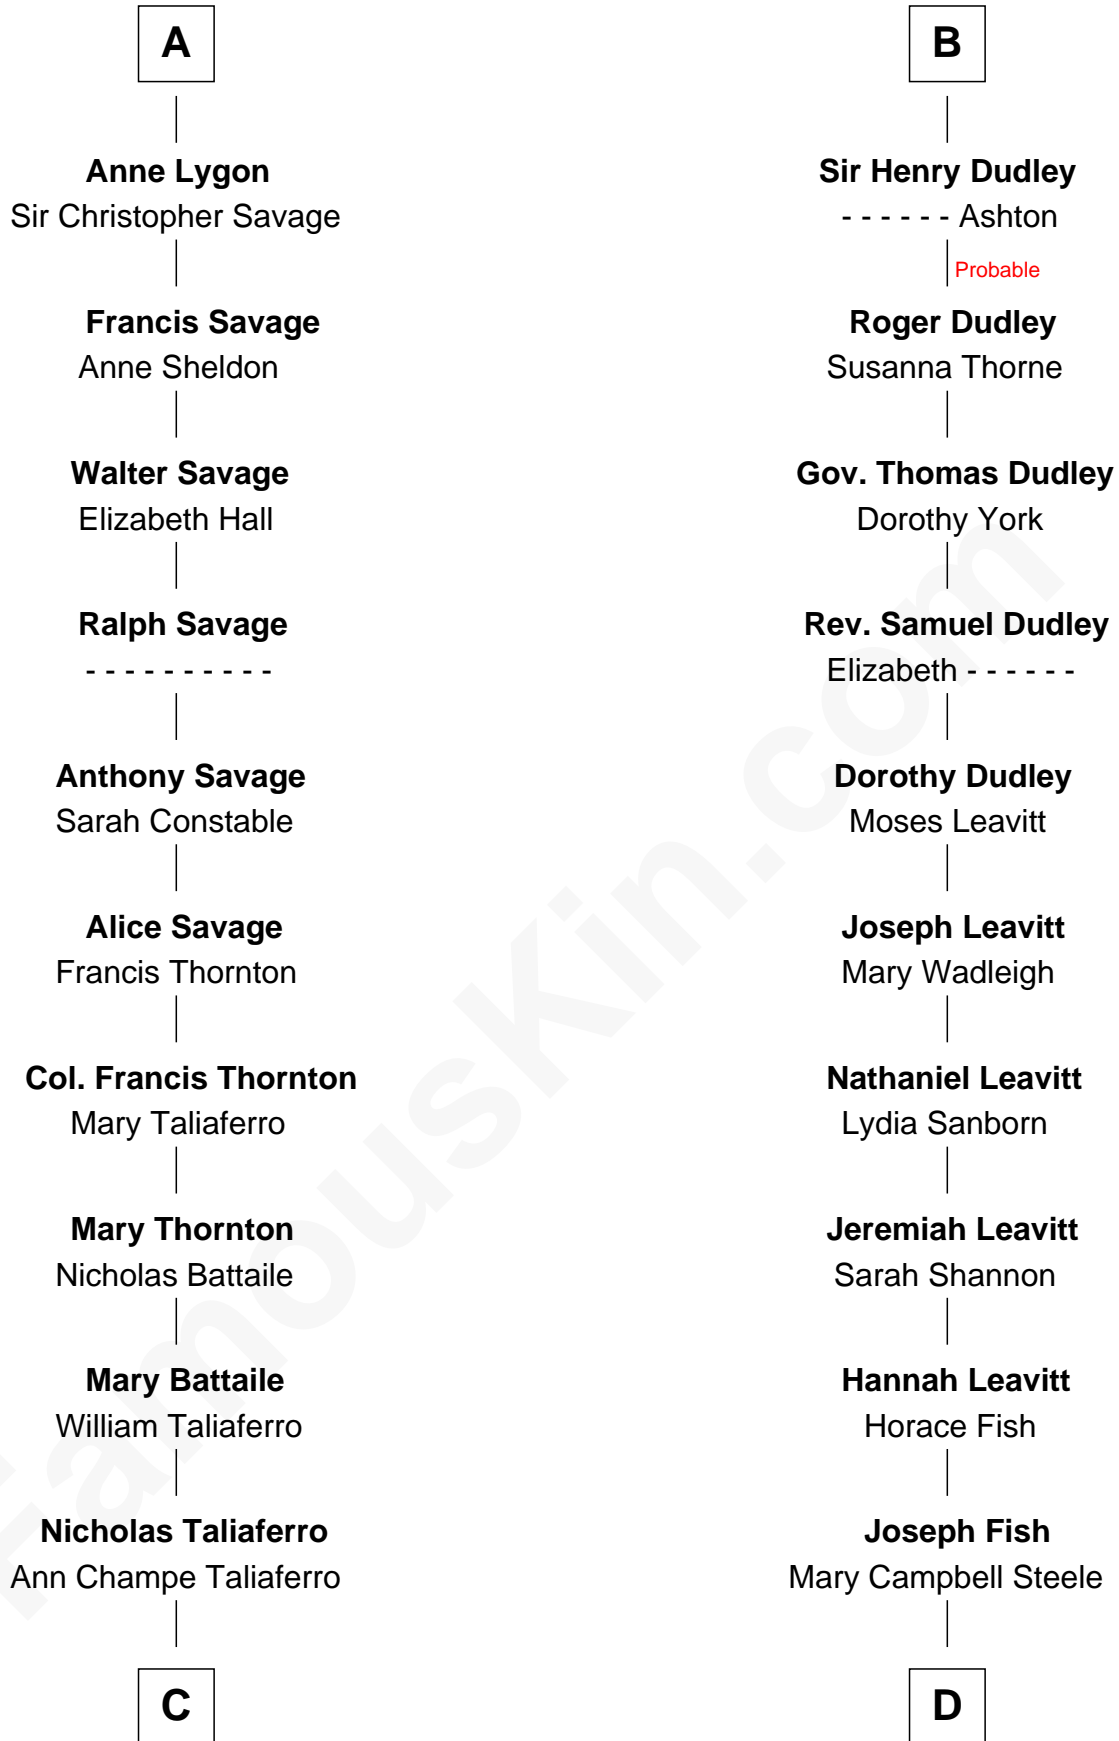 A
Anne Lygon
Sir Christopher Savage
Francis Savage
Anne Sheldon
Walter Savage
Elizabeth Hall
Ralph Savage
- - - - - - - - - -
Anthony Savage
Sarah Constable
Alice Savage
Francis Thornton
Col. Francis Thornton
Mary Taliaferro
Mary Thornton
Nicholas Battaile
Mary Battaile
William Taliaferro
Nicholas Taliaferro
Ann Champe Taliaferro
C
B
Sir Henry Dudley
- - - - - - Ashton
Probable
Roger Dudley
Susanna Thorne
Gov. Thomas Dudley
Dorothy York
Rev. Samuel Dudley
Elizabeth - - - - - -
Dorothy Dudley
Moses Leavitt
Joseph Leavitt
Mary Wadleigh
Nathaniel Leavitt
Lydia Sanborn
Jeremiah Leavitt
Sarah Shannon
Hannah Leavitt
Horace Fish
Joseph Fish
Mary Campbell Steele
D
FamousKin.com